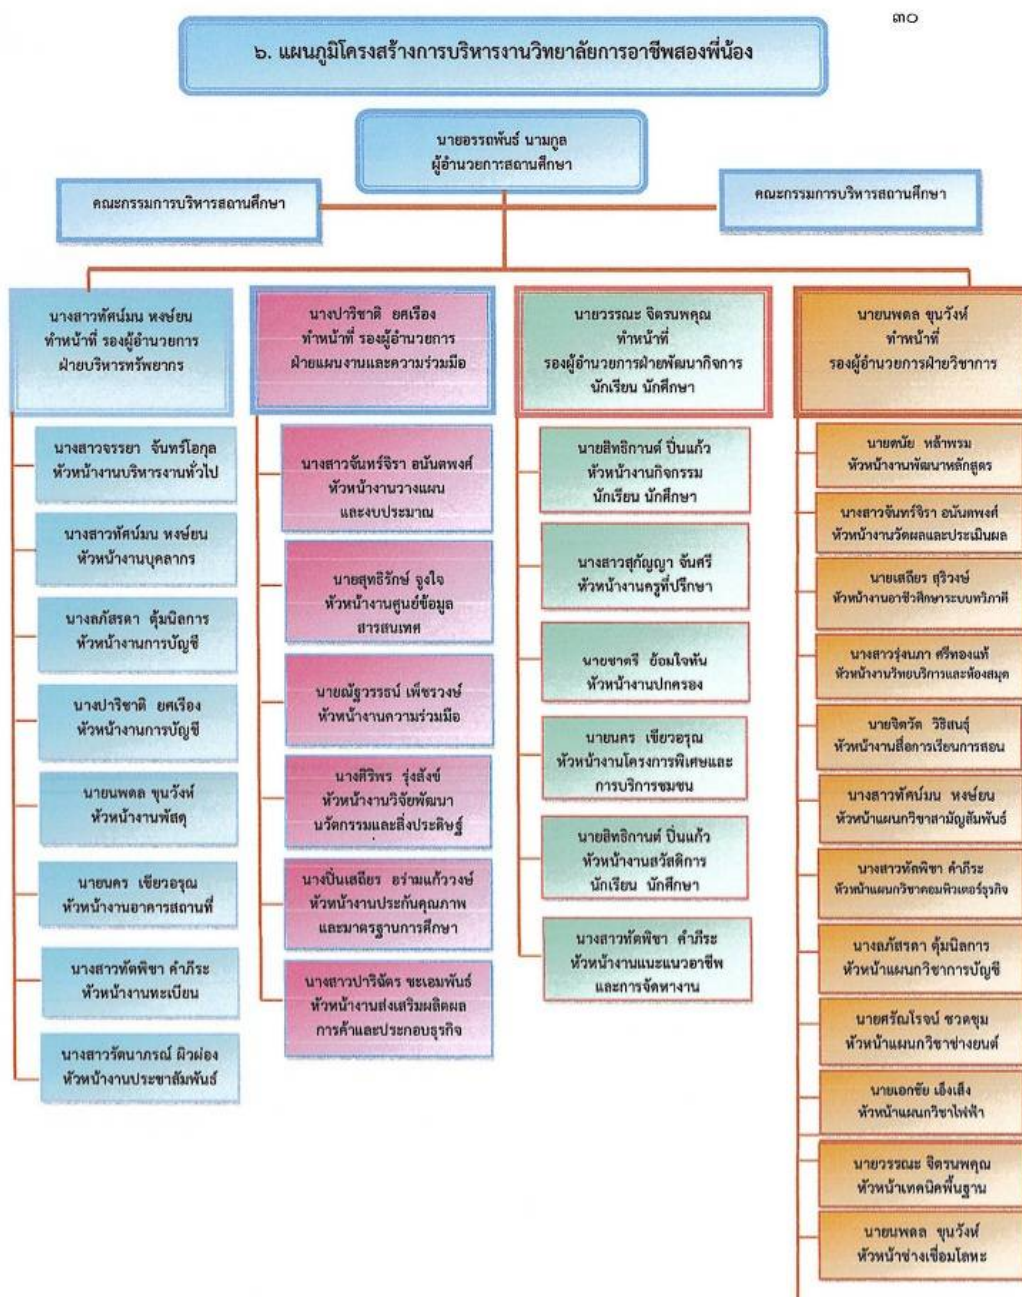 ๓๐
๖. แผนภูมิโครงสร้างการบริหารงานวิทยาลัยการอาชีพสองพี่น้อง
นายอรรถพันธ์ นามกูล
ผู้อำนวยการสถานศึกษา
คณะกรรมการบริหารสถานศึกษา
คณะกรรมการบริหารสถานศึกษา
นางสาวทัศน์มน หงษ์ยน
ทำหน้าที่ รองผู้อำนวยการ
ฝ่ายบริหารทรัพยากร
นางสาวจรรยา จันทร์โอกุล
หัวหน้างานบริหารงานทั่วไป
นางสาวทัศน์มน หงษ์ยน
หัวหน้างานบุคลากร
นางลภัสรดา ตุ้มนิลการ
หัวหน้างานการบัญชี
นางปาริชาติ ยศเรือง
หัวหน้างานการบัญชี
นายนพดล ขุนวังห์
หัวหน้างานพัสดุ
นายนคร เขียวอรุณ
หัวหน้างานอาคารสถานที่
นางสาวทัตพิชา คำภีระ
หัวหน้างานทะเบียน
นางสาวรัตนาภรณ์ ผิวผ่อง
หัวหน้างานประชาสัมพันธ์
นางปาริชาติ ยศเรือง
ทำหน้าที่ รองผู้อำนวยการ
ฝ่ายแผนงานและความร่วมมือ
นางสาวจันทร์จิรา อนันตพงศ์
หัวหน้างานวางแผน
และงบประมาณ
นายสุทธิรักษ์ จูงใจ
หัวหน้างานศูนย์ข้อมูล
สารสนเทศ
นายณัฐวรรธน์ เพ็ชรวงษ์
หัวหน้างานความร่วมมือ
นางศิริพร รุ่งสังข์
หัวหน้างานวิจัยพัฒนา
นวัตกรรมและสิ่งประดิษฐ์
นางปิ่นเสถียร อร่ามแก้ววงษ์
หัวหน้างานประกันคุณภาพ
และมาตรฐานการศึกษา
นางสาวปาริฉัตร ชะเอมพันธ์
หัวหน้างานส่งเสริมผลิตผล
การค้าและประกอบธุรกิจ
นายวรรณะ จิตรนพคุณ
ทำหน้าที่
รองผู้อำนวยการฝ่ายพัฒนากิจการ
นักเรียน นักศึกษา
นายสิทธิกานต์ ปิ่นแก้ว
หัวหน้างานกิจกรรม
นักเรียน นักศึกษา
นางสาวสุกัญญา จันศรี
หัวหน้างานครูที่ปรึกษา
นายชาตรี ย้อมใจทัน
หัวหน้างานปกครอง
นายนคร เขียวอรุณ
หัวหน้างานโครงการพิเศษและ
การบริการชุมชน
นายสิทธิกานต์ ปิ่นแก้ว
หัวหน้างานสวัสดิการ
นักเรียน นักศึกษา
นางสาวทัตพิชา คำภีระ
หัวหน้างานแนะแนวอาชีพ
และการจัดหางาน
นายนพดล ขุนวังห์
ทำหน้าที่
รองผู้อำนวยการฝ่ายวิชาการ
นายดนัย หล้าพรม
หัวหน้างานพัฒนาหลักสูตร
นางสาวจันทร์จิรา อนันตพงศ์
หัวหน้างานวัดผลและประเมินผล
นายเสถียร สุริวงษ์
หัวหน้างานอาชีวศึกษาระบบทวิภาคี
นางสาวรุ่งนภา ศรีทองแท้
หัวหน้างานวิทยบริการและห้องสมุด
นายจิตวัต วิธิสนธุ์
หัวหน้างานสื่อการเรียนการสอน
นางสาวทัศน์มน หงษ์ยน
หัวหน้าแผนกวิชาสามัญสัมพันธ์
นางสาวทัตพิชา คำภีระ
หัวหน้าแผนกวิชาคอมพิวเตอร์ธุรกิจ
นางลภัสรดา ตุ้มนิลการ
หัวหน้าแผนกวิชาการบัญชี
นายศรัณโรจน์ ชวดชุม
หัวหน้าแผนกวิชาช่างยนต์
นายเอกชัย เอ็งเส็ง
หัวหน้าแผนกวิชาไฟฟ้า
นายวรรณะ จิตรนพคุณ
หัวหน้าเทคนิคพื้นฐาน
นายนพดล ขุนวังห์
หัวหน้าช่างเชื่อมโลหะ